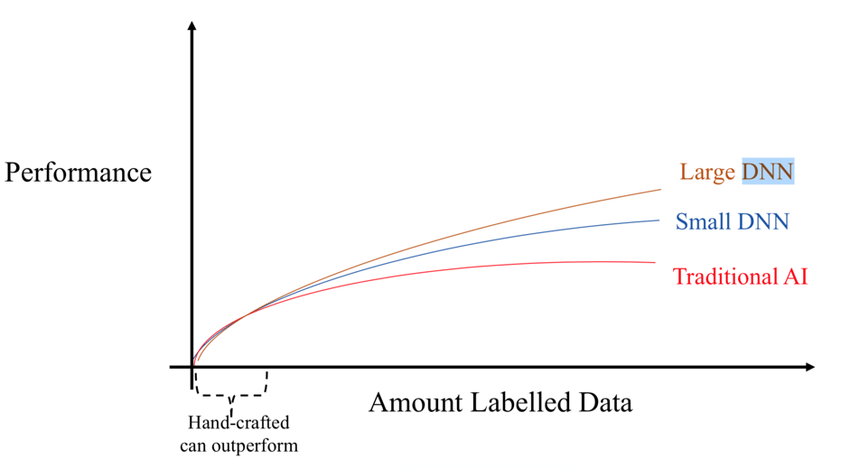 Performance
Large DNN
Small DNN
Traditional AI
Amount Labelled Data
Hand-crafted
can outperform